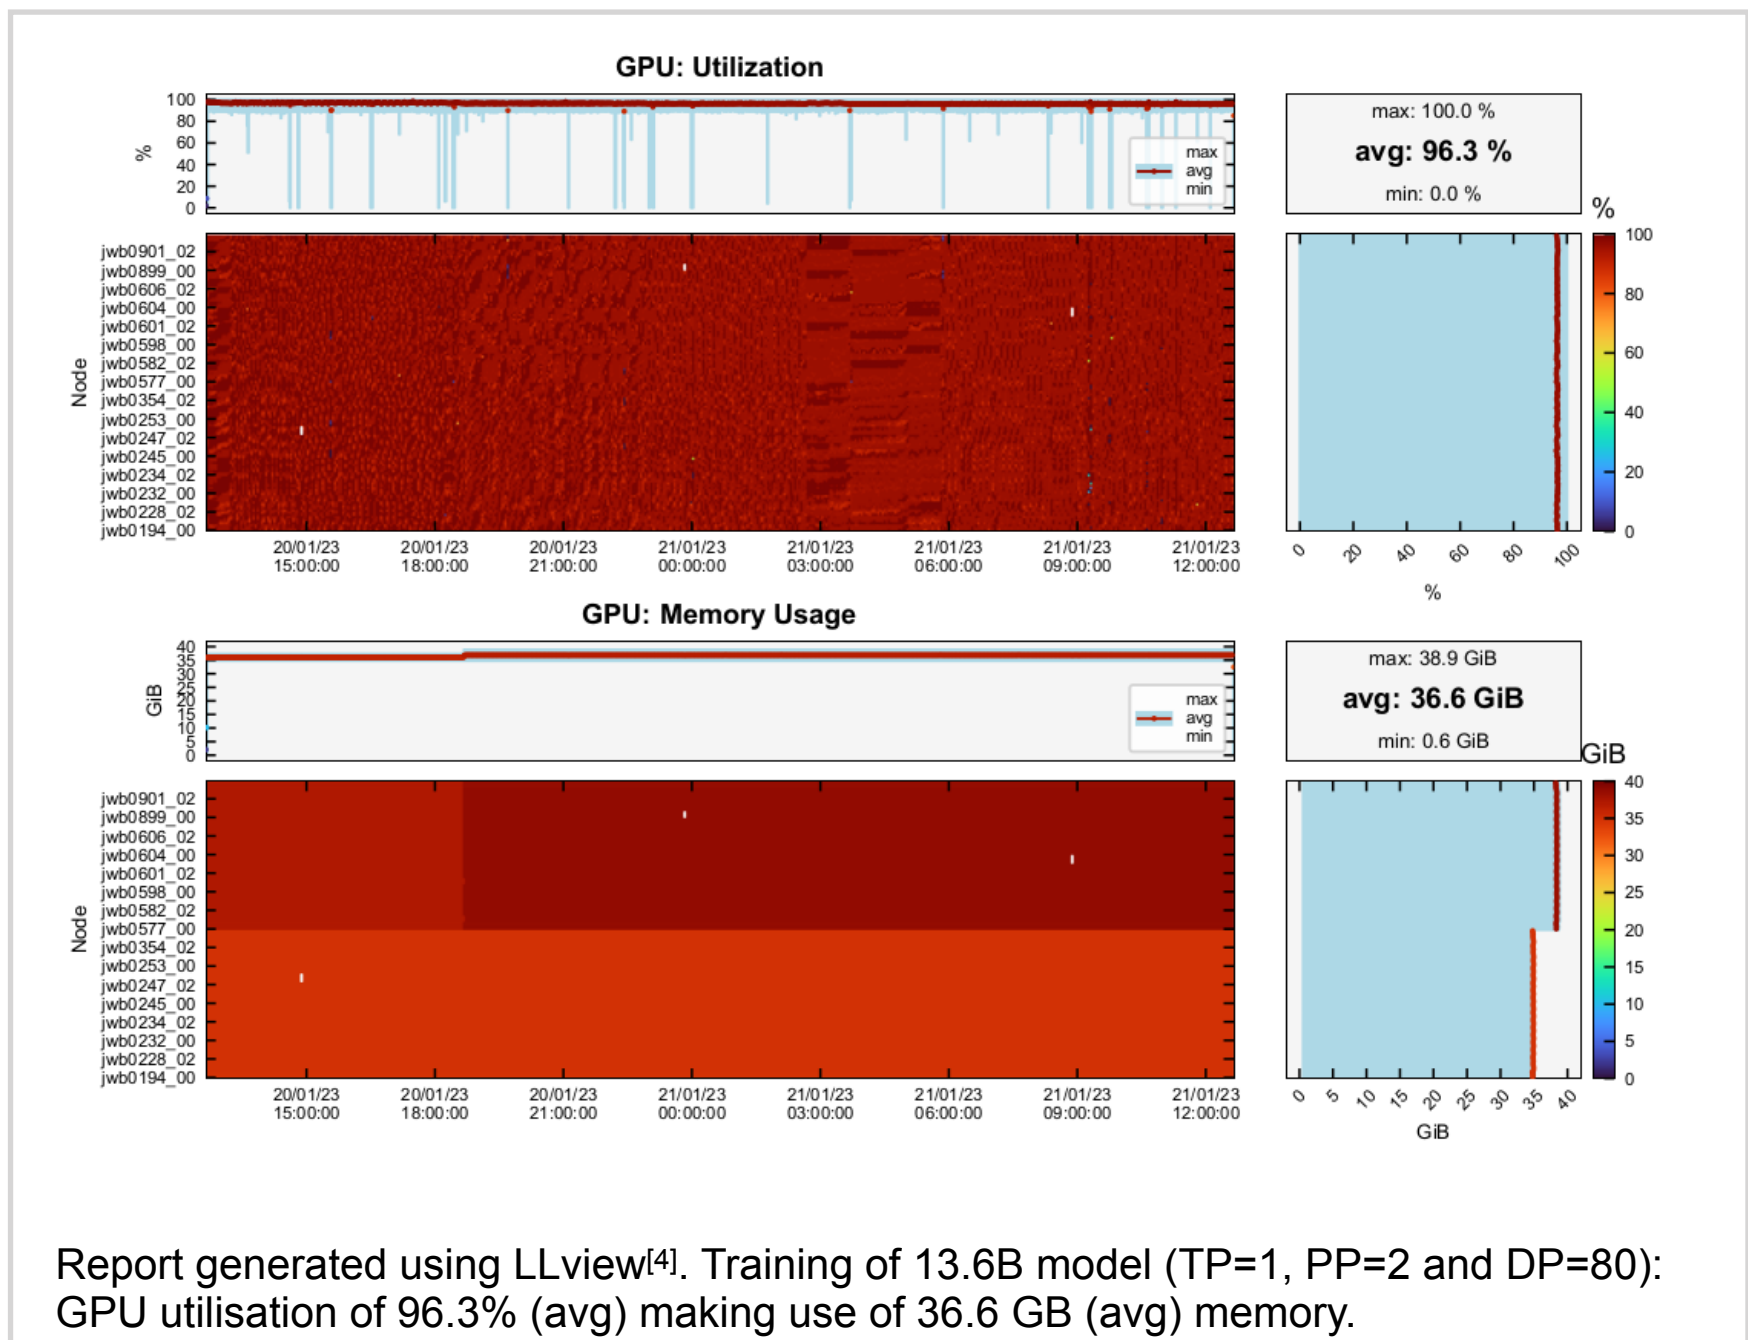 GPU: Utilization
100
80
60
40
20
0
%
max
avg
min
max: 100.0 %
avg: 96.3 %
min: 0.0 %
%
jwb0901_02
jwb0899_00
jwb0606_02
jwb0604_00
jwb0601_02
jwb0598_00
jwb0582_02
jwb0577_00
jwb0354_02
jwb0253_00
jwb0247_02
jwb0245_00
jwb0234_02
jwb0232_00
jwb0228_02
jwb0194_00
Node
20/01/23 20/01/23 20/01/23 21/01/23 21/01/23 21/01/23 21/01/23 21/01/23
15:00:00 18:00:00 21:00:00 00:00:00 03:00:00 06:00:00 09:00:00 12:00:00
0 20 40 60 80 100
%
100
80
60
40
20
0
GPU: Memory Usage
40
35
30
25
20
15
10
5
0
GiB
max
avg
min
max: 38.9 GiB
avg: 36.6 GiB
min: 0.6 GiB
GiB
jwb0901_02
jwb0899_00
jwb0606_02
jwb0604_00
jwb0601_02
jwb0598_00
jwb0582_02
jwb0577_00
jwb0354_02
jwb0253_00
jwb0247_02
jwb0245_00
jwb0234_02
jwb0232_00
jwb0228_02
jwb0194_00
Node
20/01/23 20/01/23 20/01/23 21/01/23 21/01/23 21/01/23 21/01/23 21/01/23
15:00:00 18:00:00 21:00:00 00:00:00 03:00:00 06:00:00 09:00:00 12:00:00
0 5 10 15 20 25 30 35 40
GiB
40
35
30
25
20
15
10
5
0
Report generated using LLview[4]. Training of 13.6B model (TP=1, PP=2 and DP=80):
GPU utilisation of 96.3% (avg) making use of 36.6 GB (avg) memory.